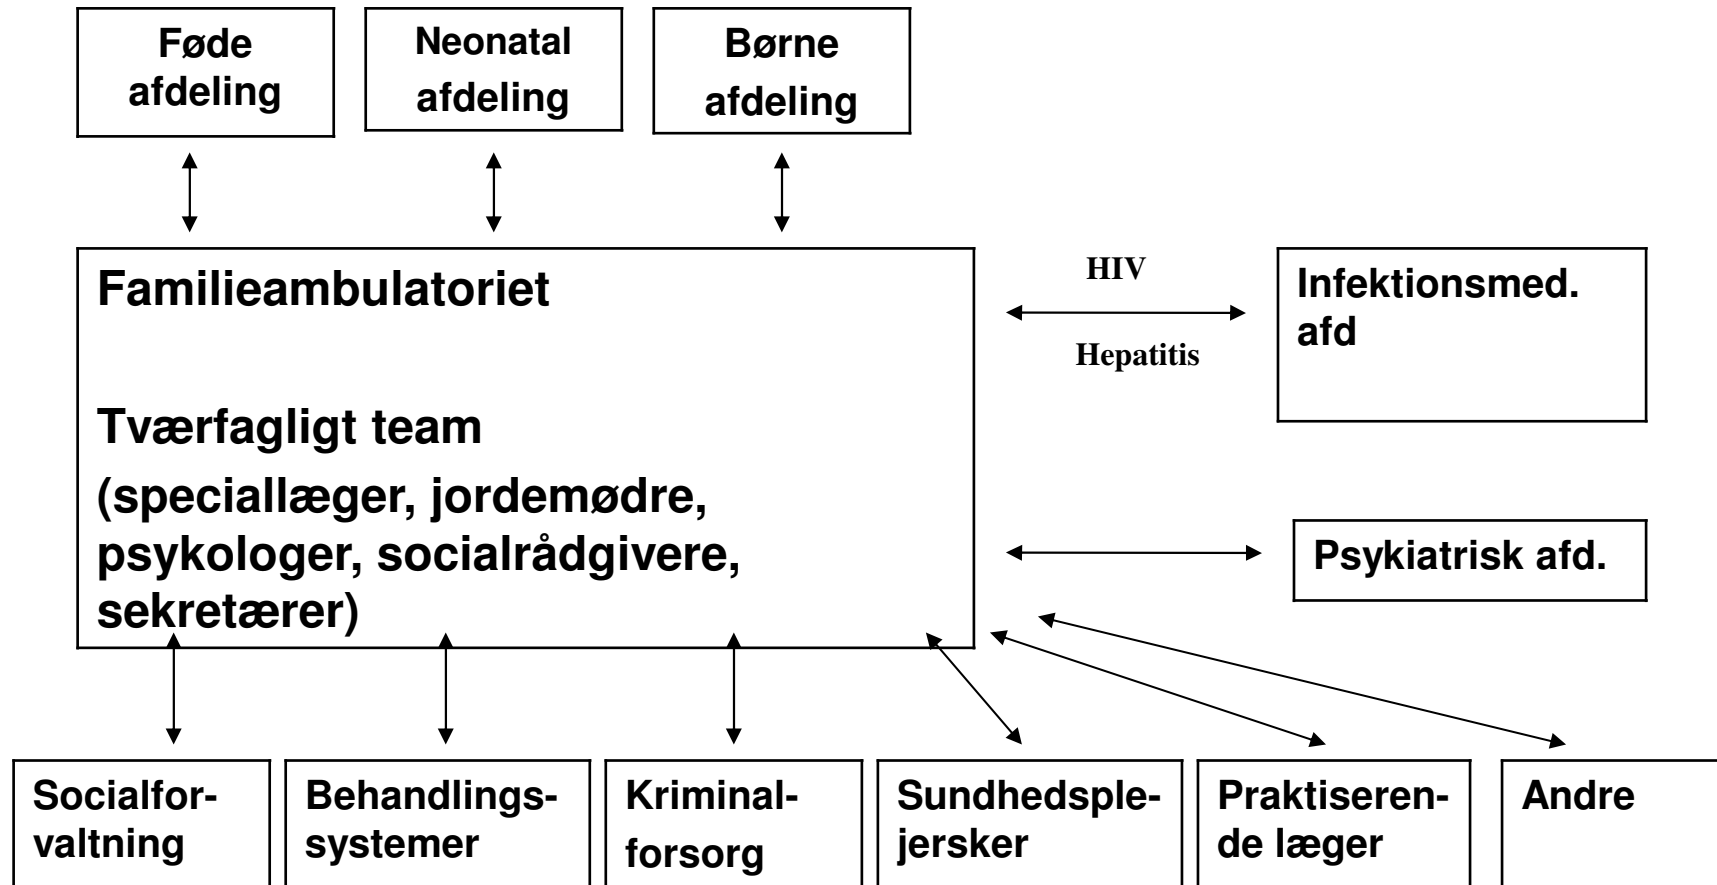 Føde
afdeling
Neonatal
afdeling
Børne
afdeling
Familieambulatoriet
Tværfagligt team
(speciallæger, jordemødre,
psykologer, socialrådgivere,
sekretærer)
HIV
Hepatitis
Infektionsmed.
afd
Psykiatrisk afd.
Socialfor-
valtning
Behandlings-
systemer
Kriminal-
forsorg
Sundhedsple-
jersker
Praktiseren-
de læger
Andre